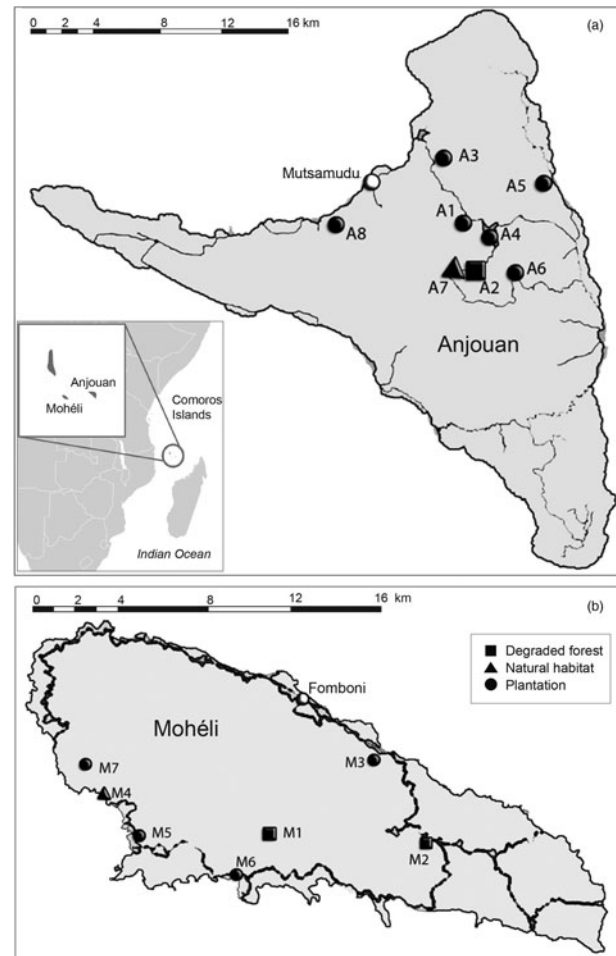 0 2 4 8 12 16 km
(a)
A3
Mutsamudu
A5
A1
A4
A8
A6
A7
A2
Anjouan
Anjouan
Mohéli
Comoros
Islands
Indian Ocean
0 2 4 8 12 16 km
(b)
Degraded forest
Natural habitat
Plantation
Fomboni
Mohéli
M3
M7
M4
M5
M1
M2
M6